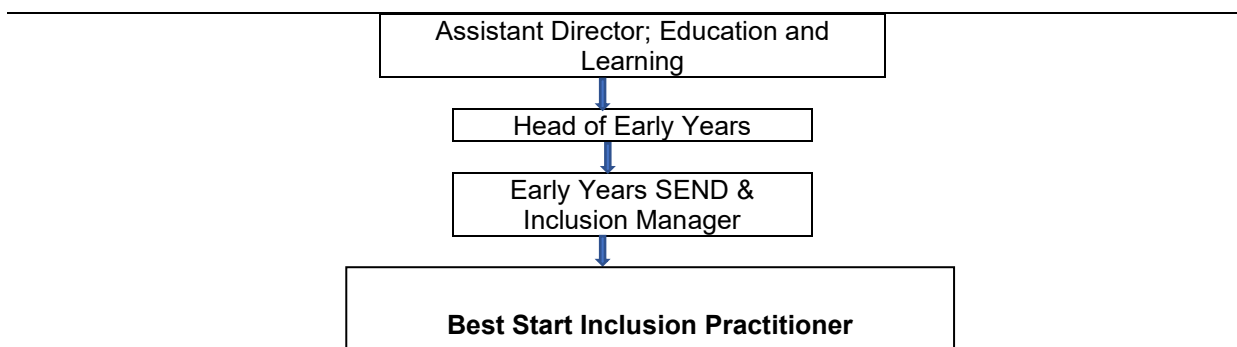 Assistant Director; Education and
Learning
Head of Early Years
Early Years SEND &
Inclusion Manager
Best Start Inclusion Practitioner